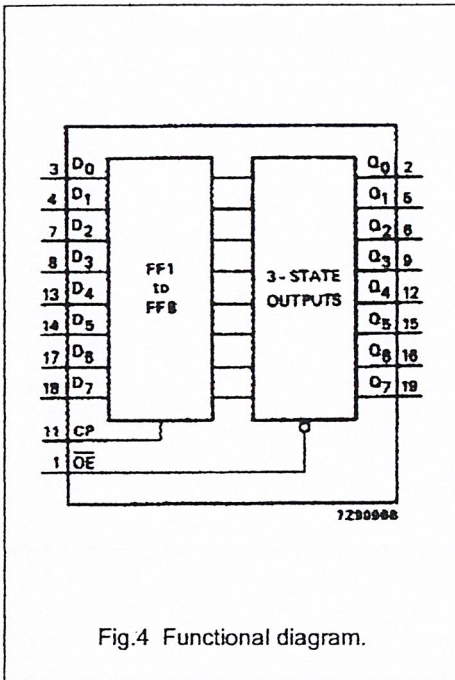 3 D0 Q0 2
4 D1 Q1 5
7 D2 Q2 6
8 D3 Q3 9
13 D4 Q4 12
14 D5 Q5 15
17 D6 Q6 16
18 D7 Q7 19
FF1
to
FF8
3-STATE
OUTPUTS
11 CP
1 O̅E̅
7Z90968
Fig.4 Functional diagram.